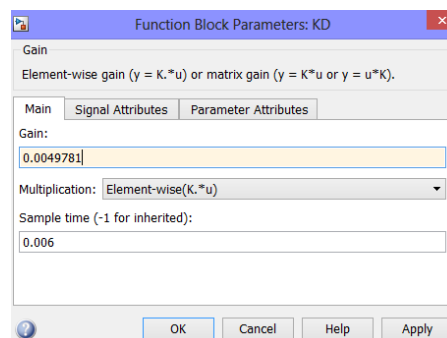 Function Block Parameters: KD
Gain
Element-wise gain (y = K.*u) or matrix gain (y = K*u or y = u*K).
Main Signal Attributes Parameter Attributes
Gain:
0.0049781
Multiplication: Element-wise(K.*u)
Sample time (-1 for inherited):
0.006
OK Cancel Help Apply